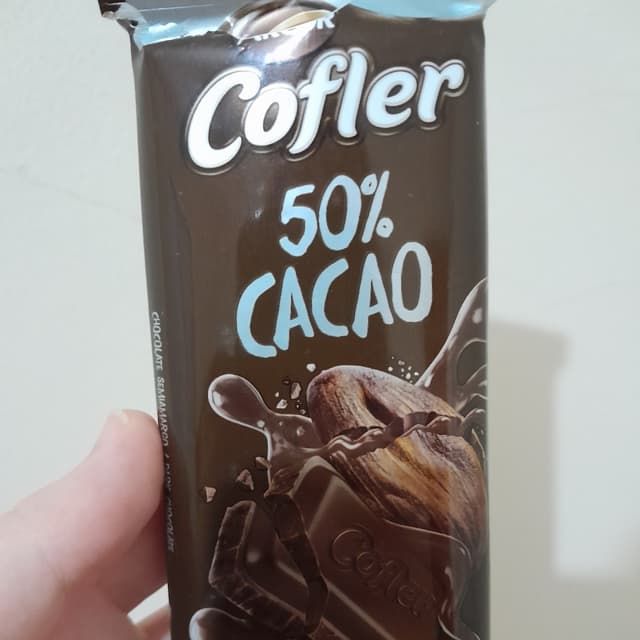 Cofler
50%
CACAO
CHOCOLATE SEMIAMARGO
Cofler